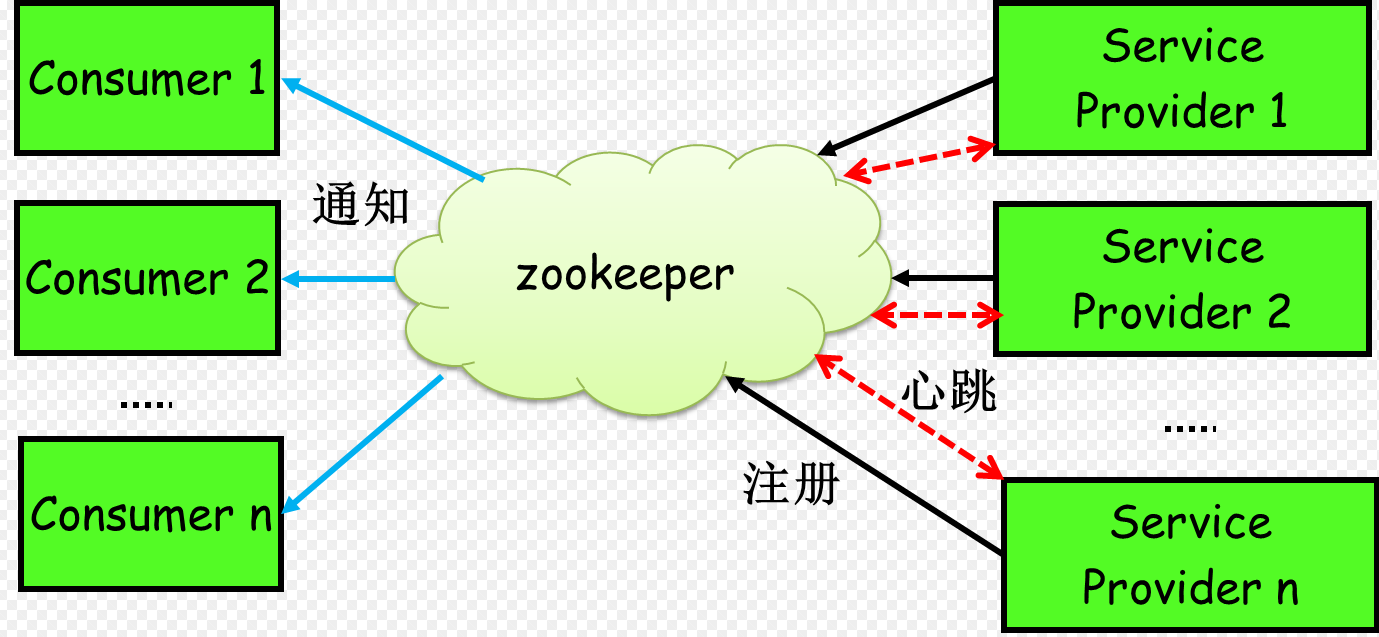 Consumer 1
Service
Provider 1
通知
Consumer 2
zookeeper
Service
Provider 2
心跳
......
......
Consumer n
注册
Service
Provider n